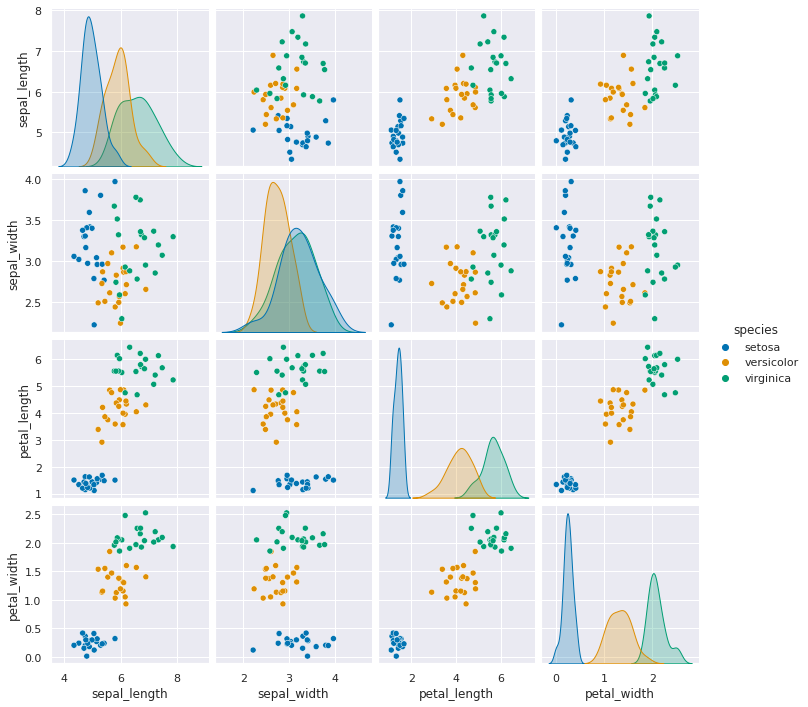 8
7
6
5
sepal_length
4.0
3.5
3.0
2.5
sepal_width
species
setosa
versicolor
virginica
6
5
4
3
2
1
petal_length
2.5
2.0
1.5
1.0
0.5
0.0
petal_width
4 6 8
2 3 4
2 4 6
0 1 2
sepal_length
sepal_width
petal_length
petal_width